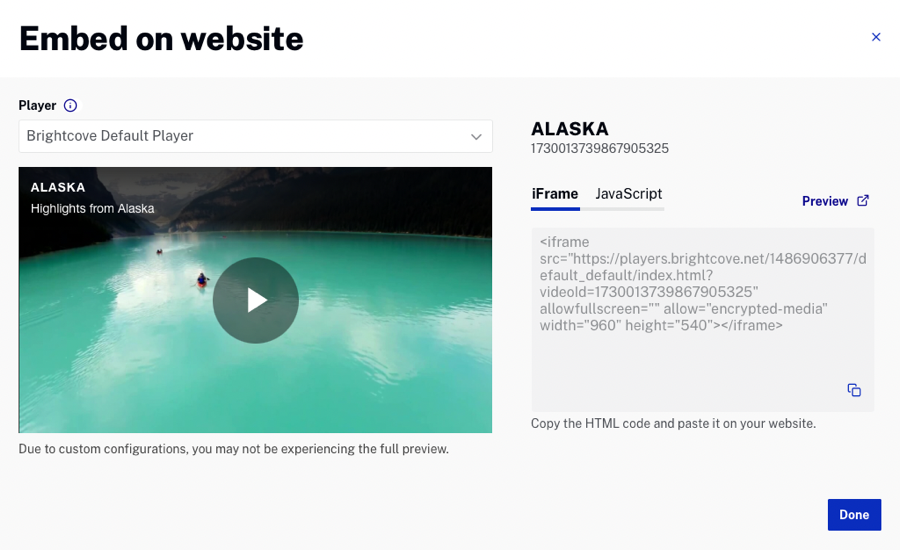 Embed on website
Player
Brightcove Default Player
ALASKA
Highlights from Alaska
Due to custom configurations, you may not be experiencing the full preview.
ALASKA
1730013739867905325
iFrame JavaScript
Preview
<iframe
src="https://players.brightcove.net/1486906377/d
efault_default/index.html?
videoId=1730013739867905325"
allowfullscreen="" allow="encrypted-media"
width="960" height="540"></iframe>
Copy the HTML code and paste it on your website.
Done